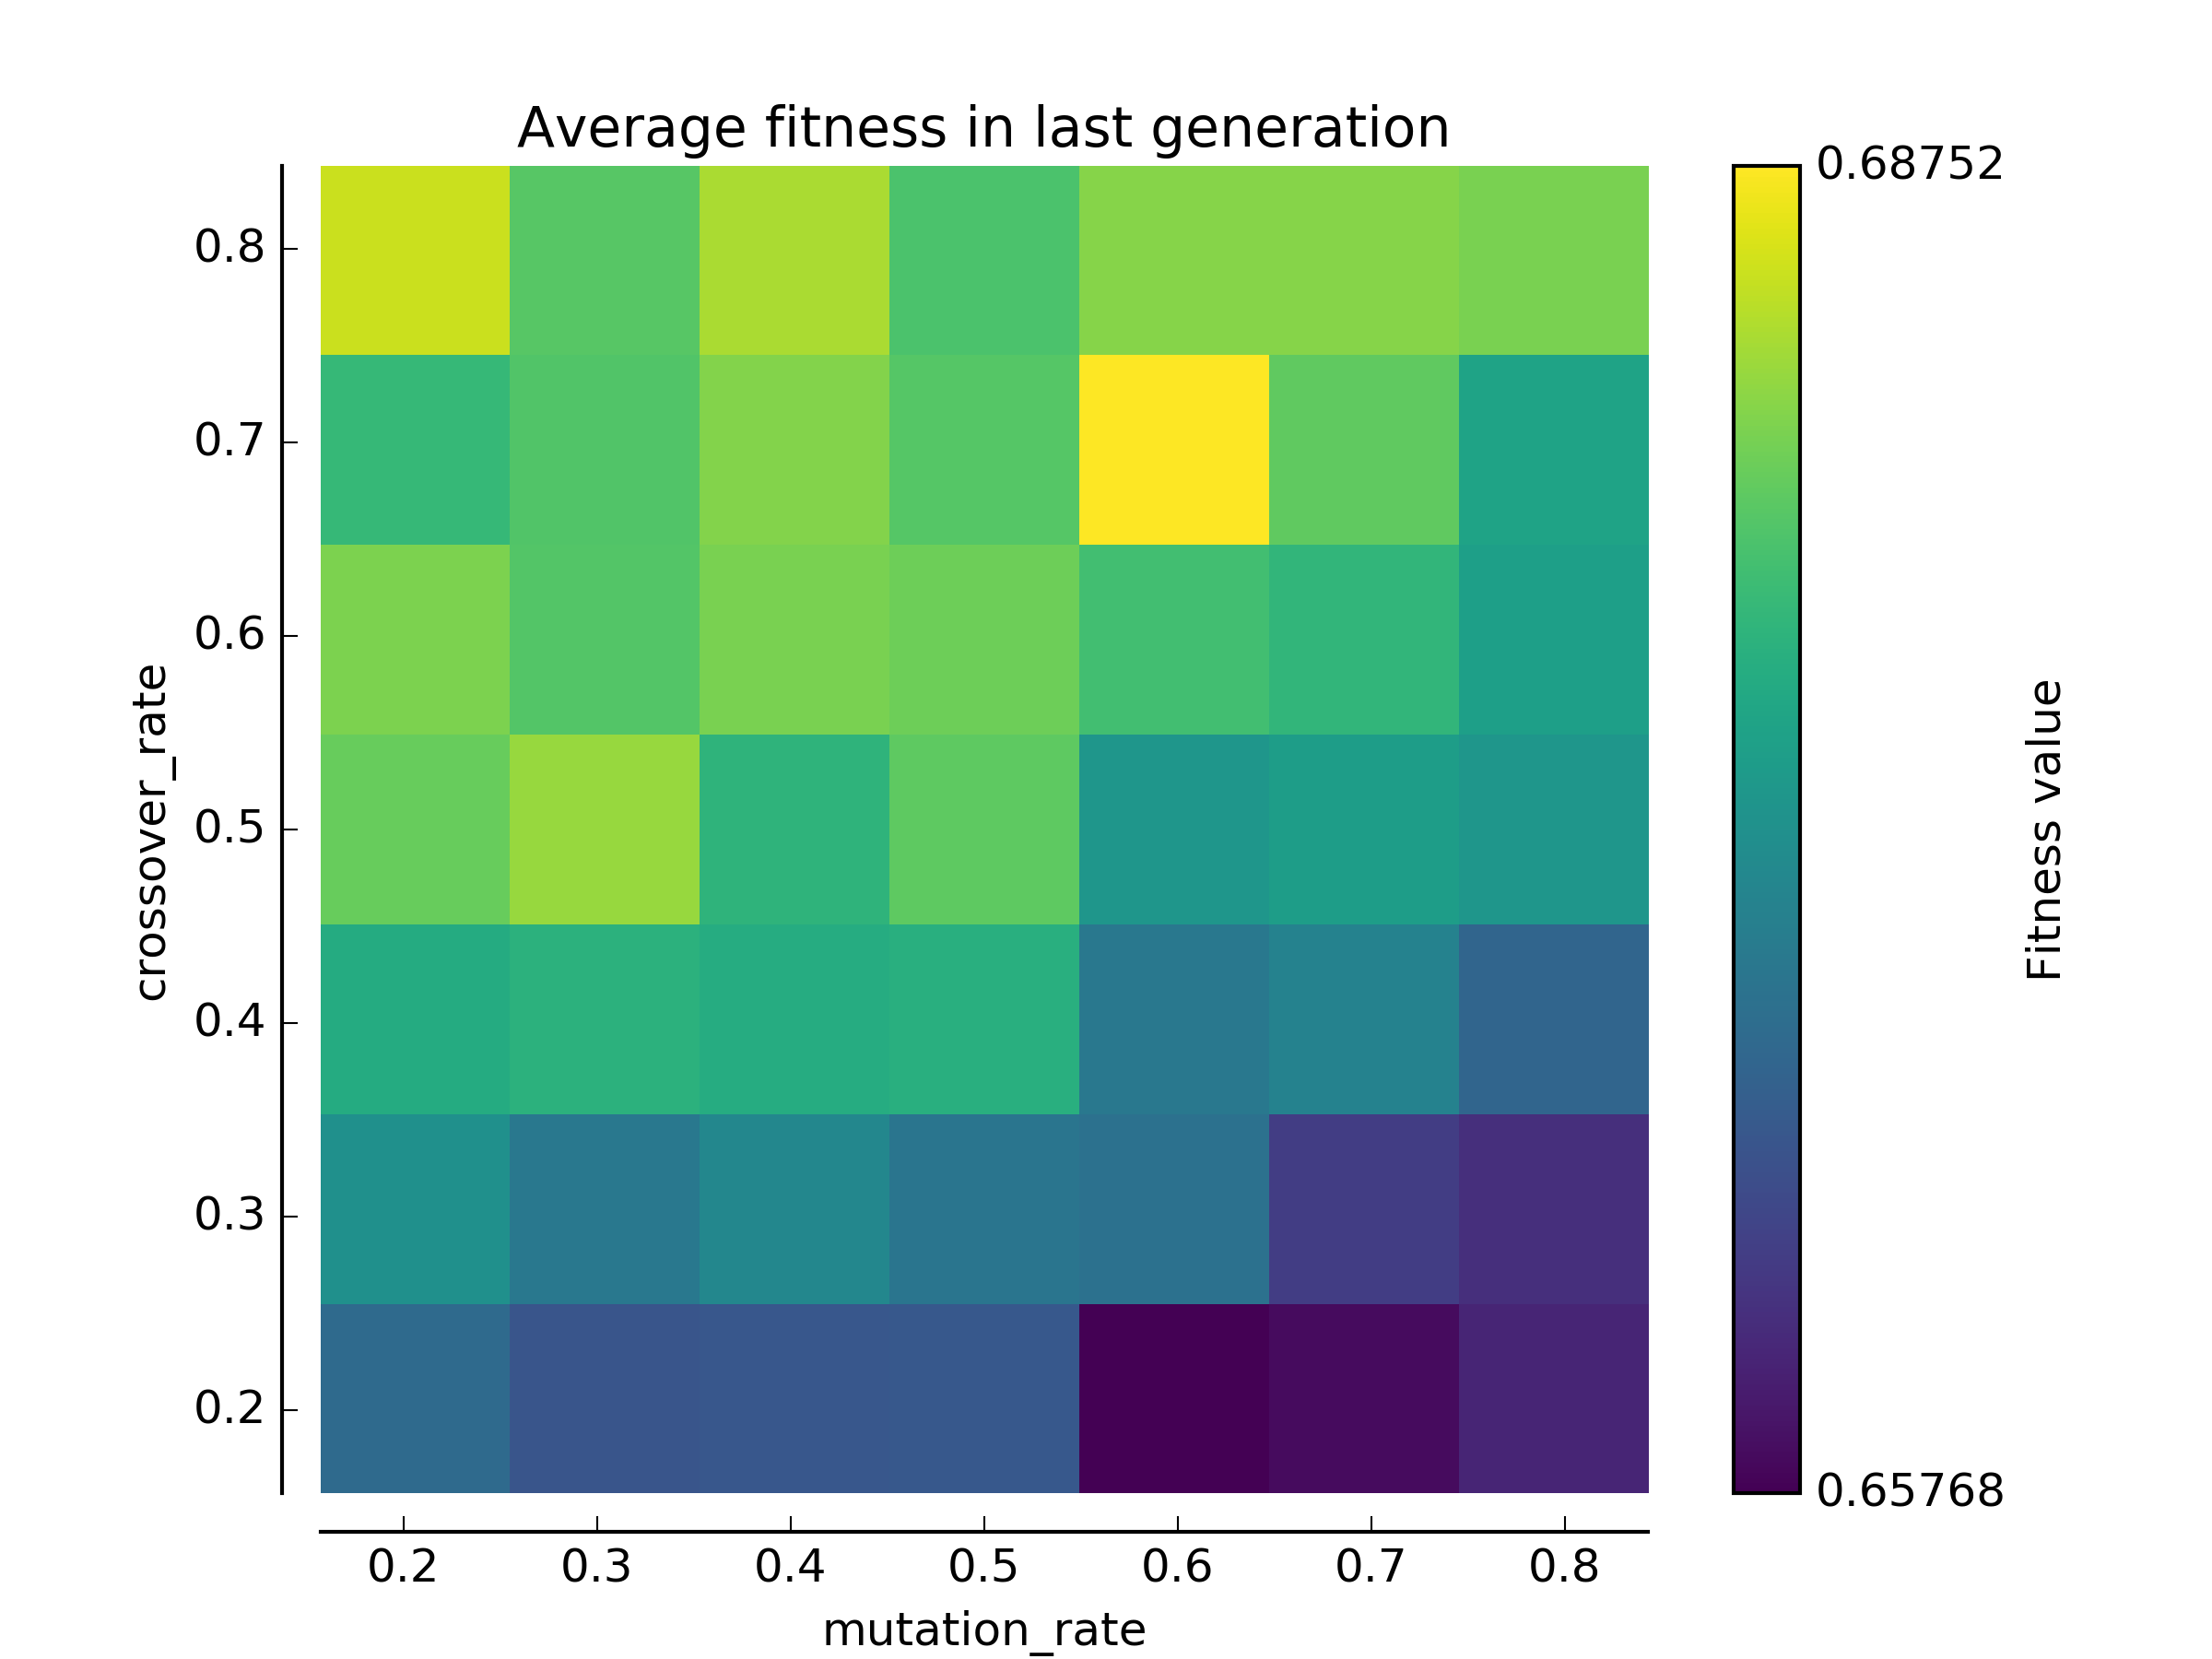 Average fitness in last generation
0.8
0.7
0.6
0.5
0.4
0.3
0.2
crossover_rate
0.2 0.3 0.4 0.5 0.6 0.7 0.8
mutation_rate
0.68752
0.65768
Fitness value